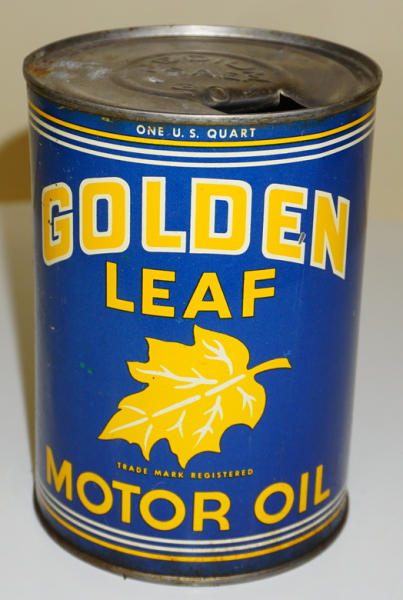 ONE U.S. QUART
GOLDEN
LEAF
TRADE MARK REGISTERED
MOTOR OIL